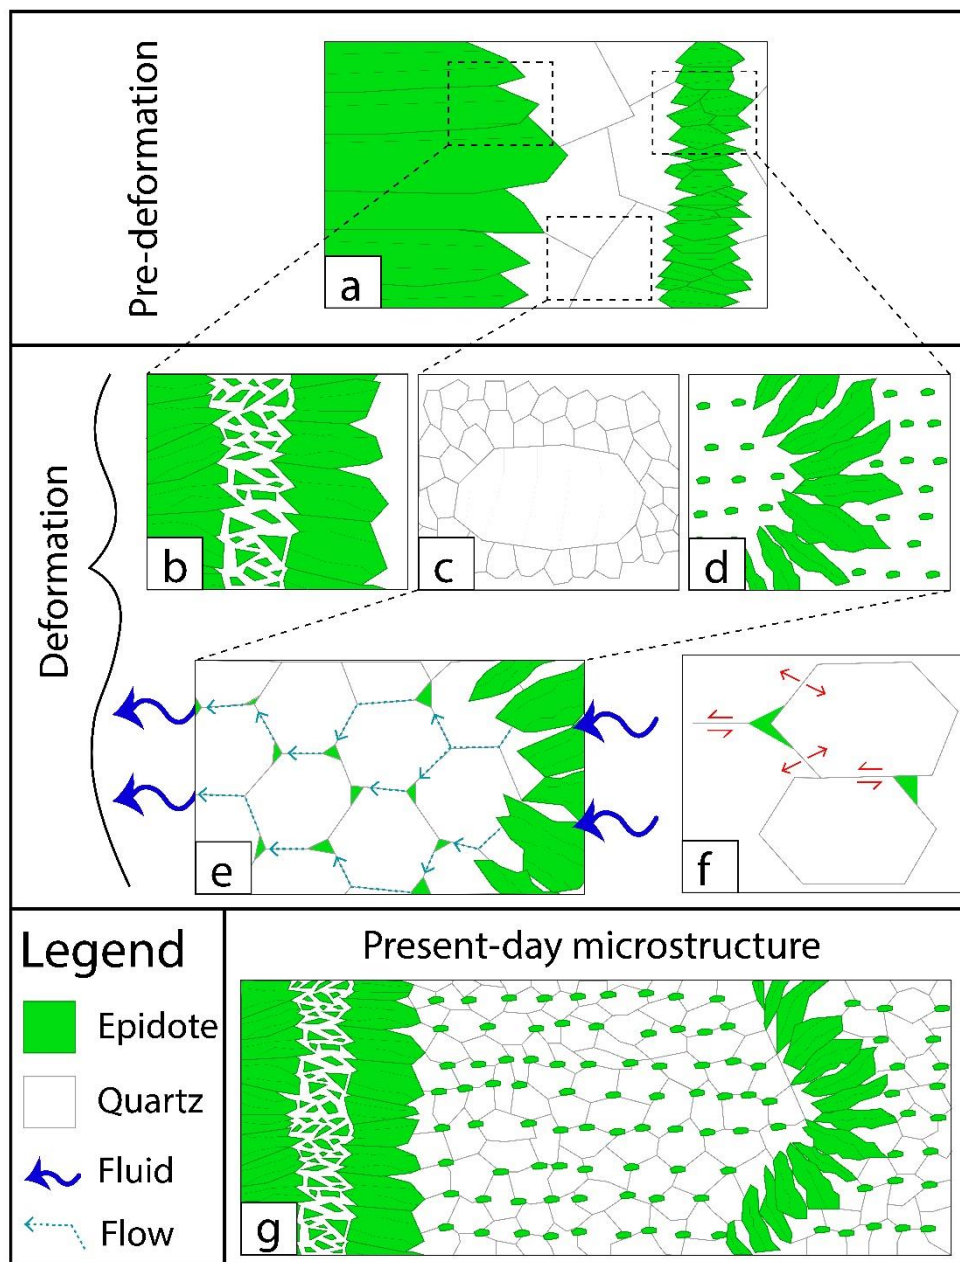 Pre-deformation
a
Deformation
b
c
d
e
f
Legend
Epidote
Quartz
Fluid
Flow
Present-day microstructure
g